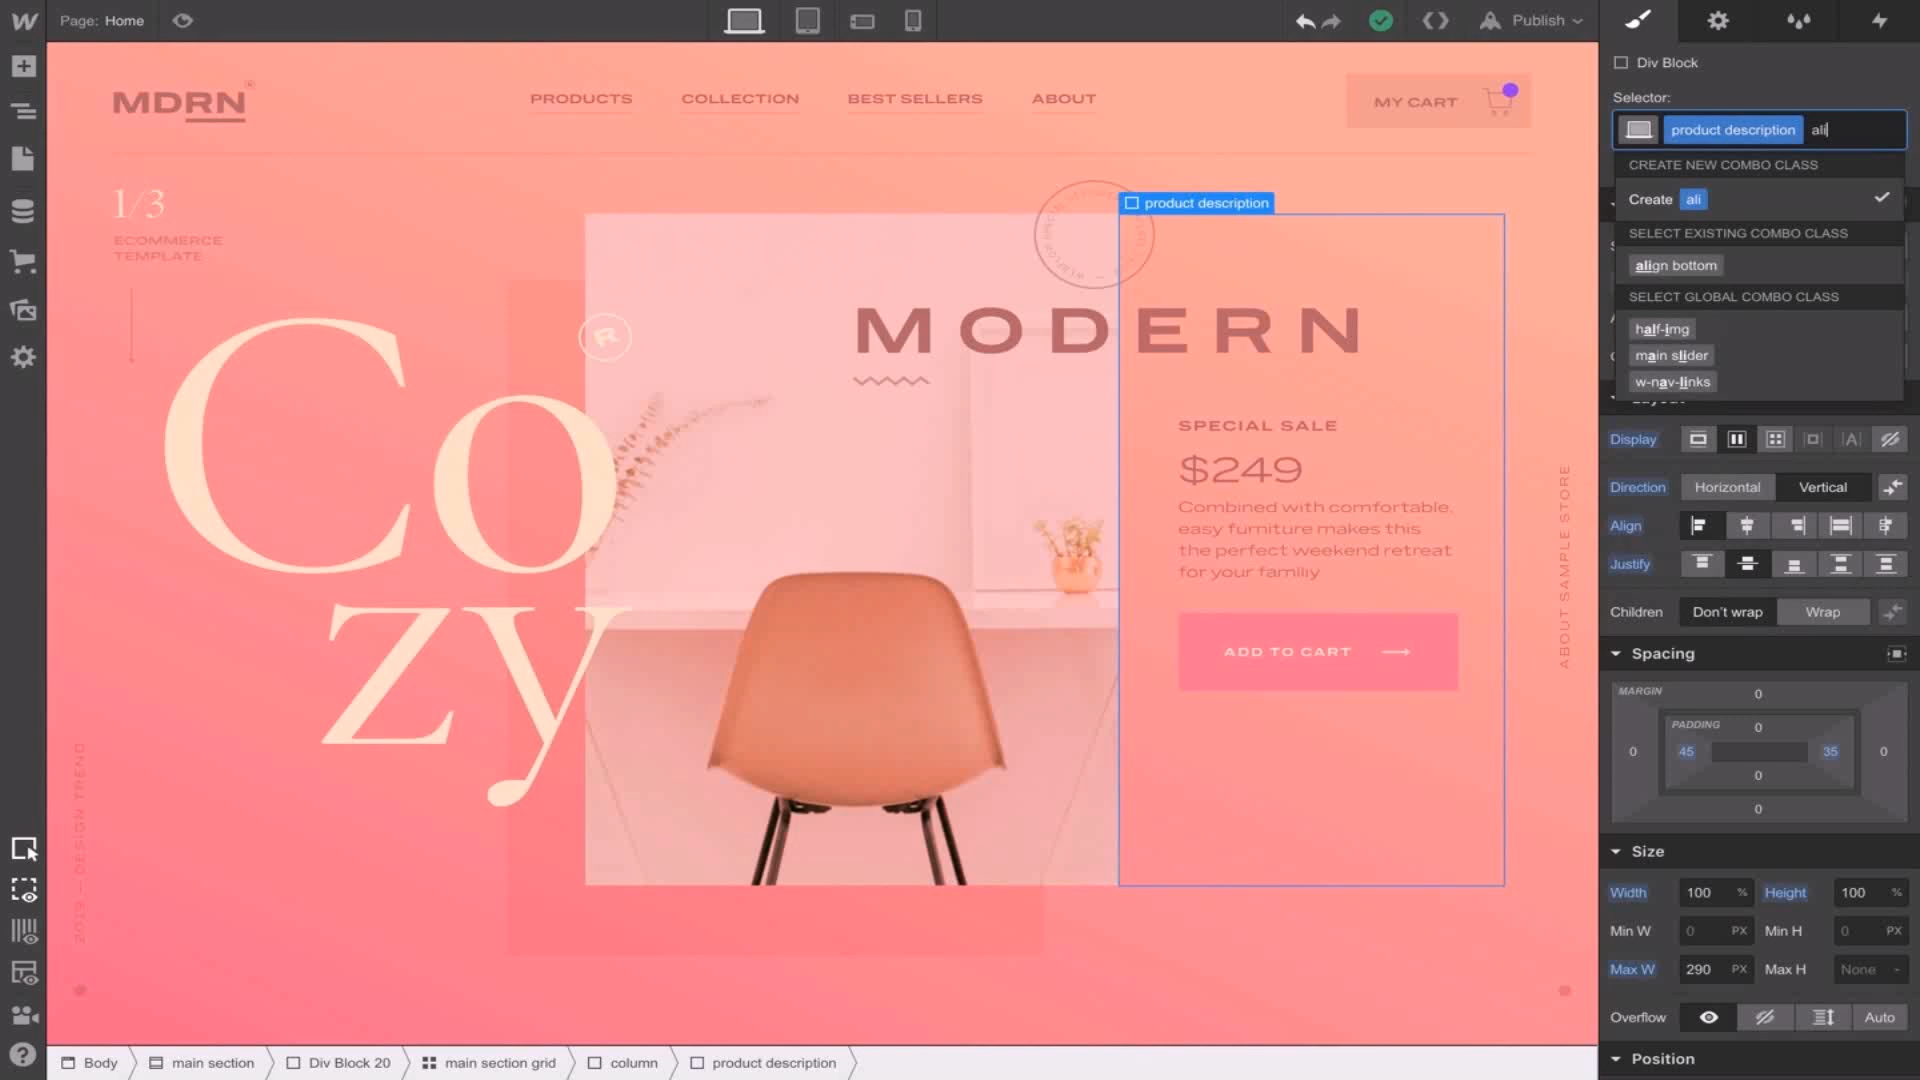 W
Page: Home
Publish
MDRN
PRODUCTS
COLLECTION
BEST SELLERS
ABOUT
MY CART
1/3
ECOMMERCE
TEMPLATE
product description
MODERN
R
Co
zy
SPECIAL SALE
$249
Combined with comfortable,
easy furniture makes this
the perfect weekend retreat
for your family
ADD TO CART
ABOUT SAMPLE STORE
2019 — DESIGN TREND
Body
main section
Div Block 20
main section grid
column
product description
Div Block
Selector:
product description ali
CREATE NEW COMBO CLASS
Create ali
SELECT EXISTING COMBO CLASS
align bottom
SELECT GLOBAL COMBO CLASS
half-img
main slider
w-nav-links
Display
Direction Horizontal Vertical
Align
Justify
Children Don't wrap Wrap
Spacing
MARGIN
0
PADDING
0
0 45 35 0
0
0
Size
Width 100 % Height 100 %
Min W 0 PX Min H 0 PX
Max W 290 PX Max H None -
Overflow Auto
Position